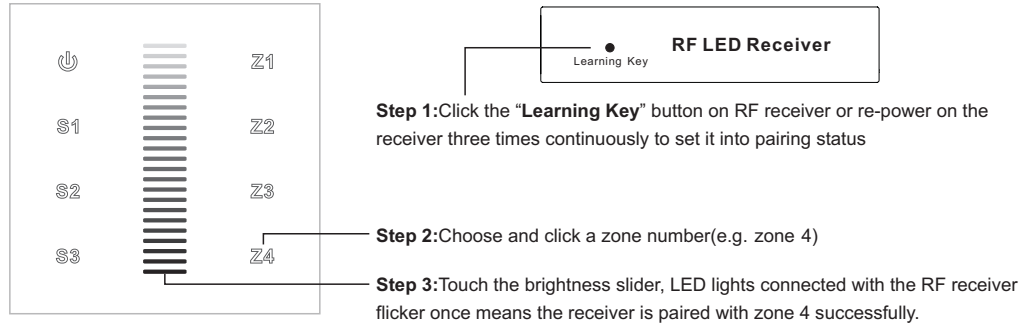 Z1
S1
Z2
S2
Z3
S3
Z4
RF LED Receiver
Learning Key
Step 1:Click the “Learning Key” button on RF receiver or re-power on the
receiver three times continuously to set it into pairing status
Step 2:Choose and click a zone number(e.g. zone 4)
Step 3:Touch the brightness slider, LED lights connected with the RF receiver
flicker once means the receiver is paired with zone 4 successfully.